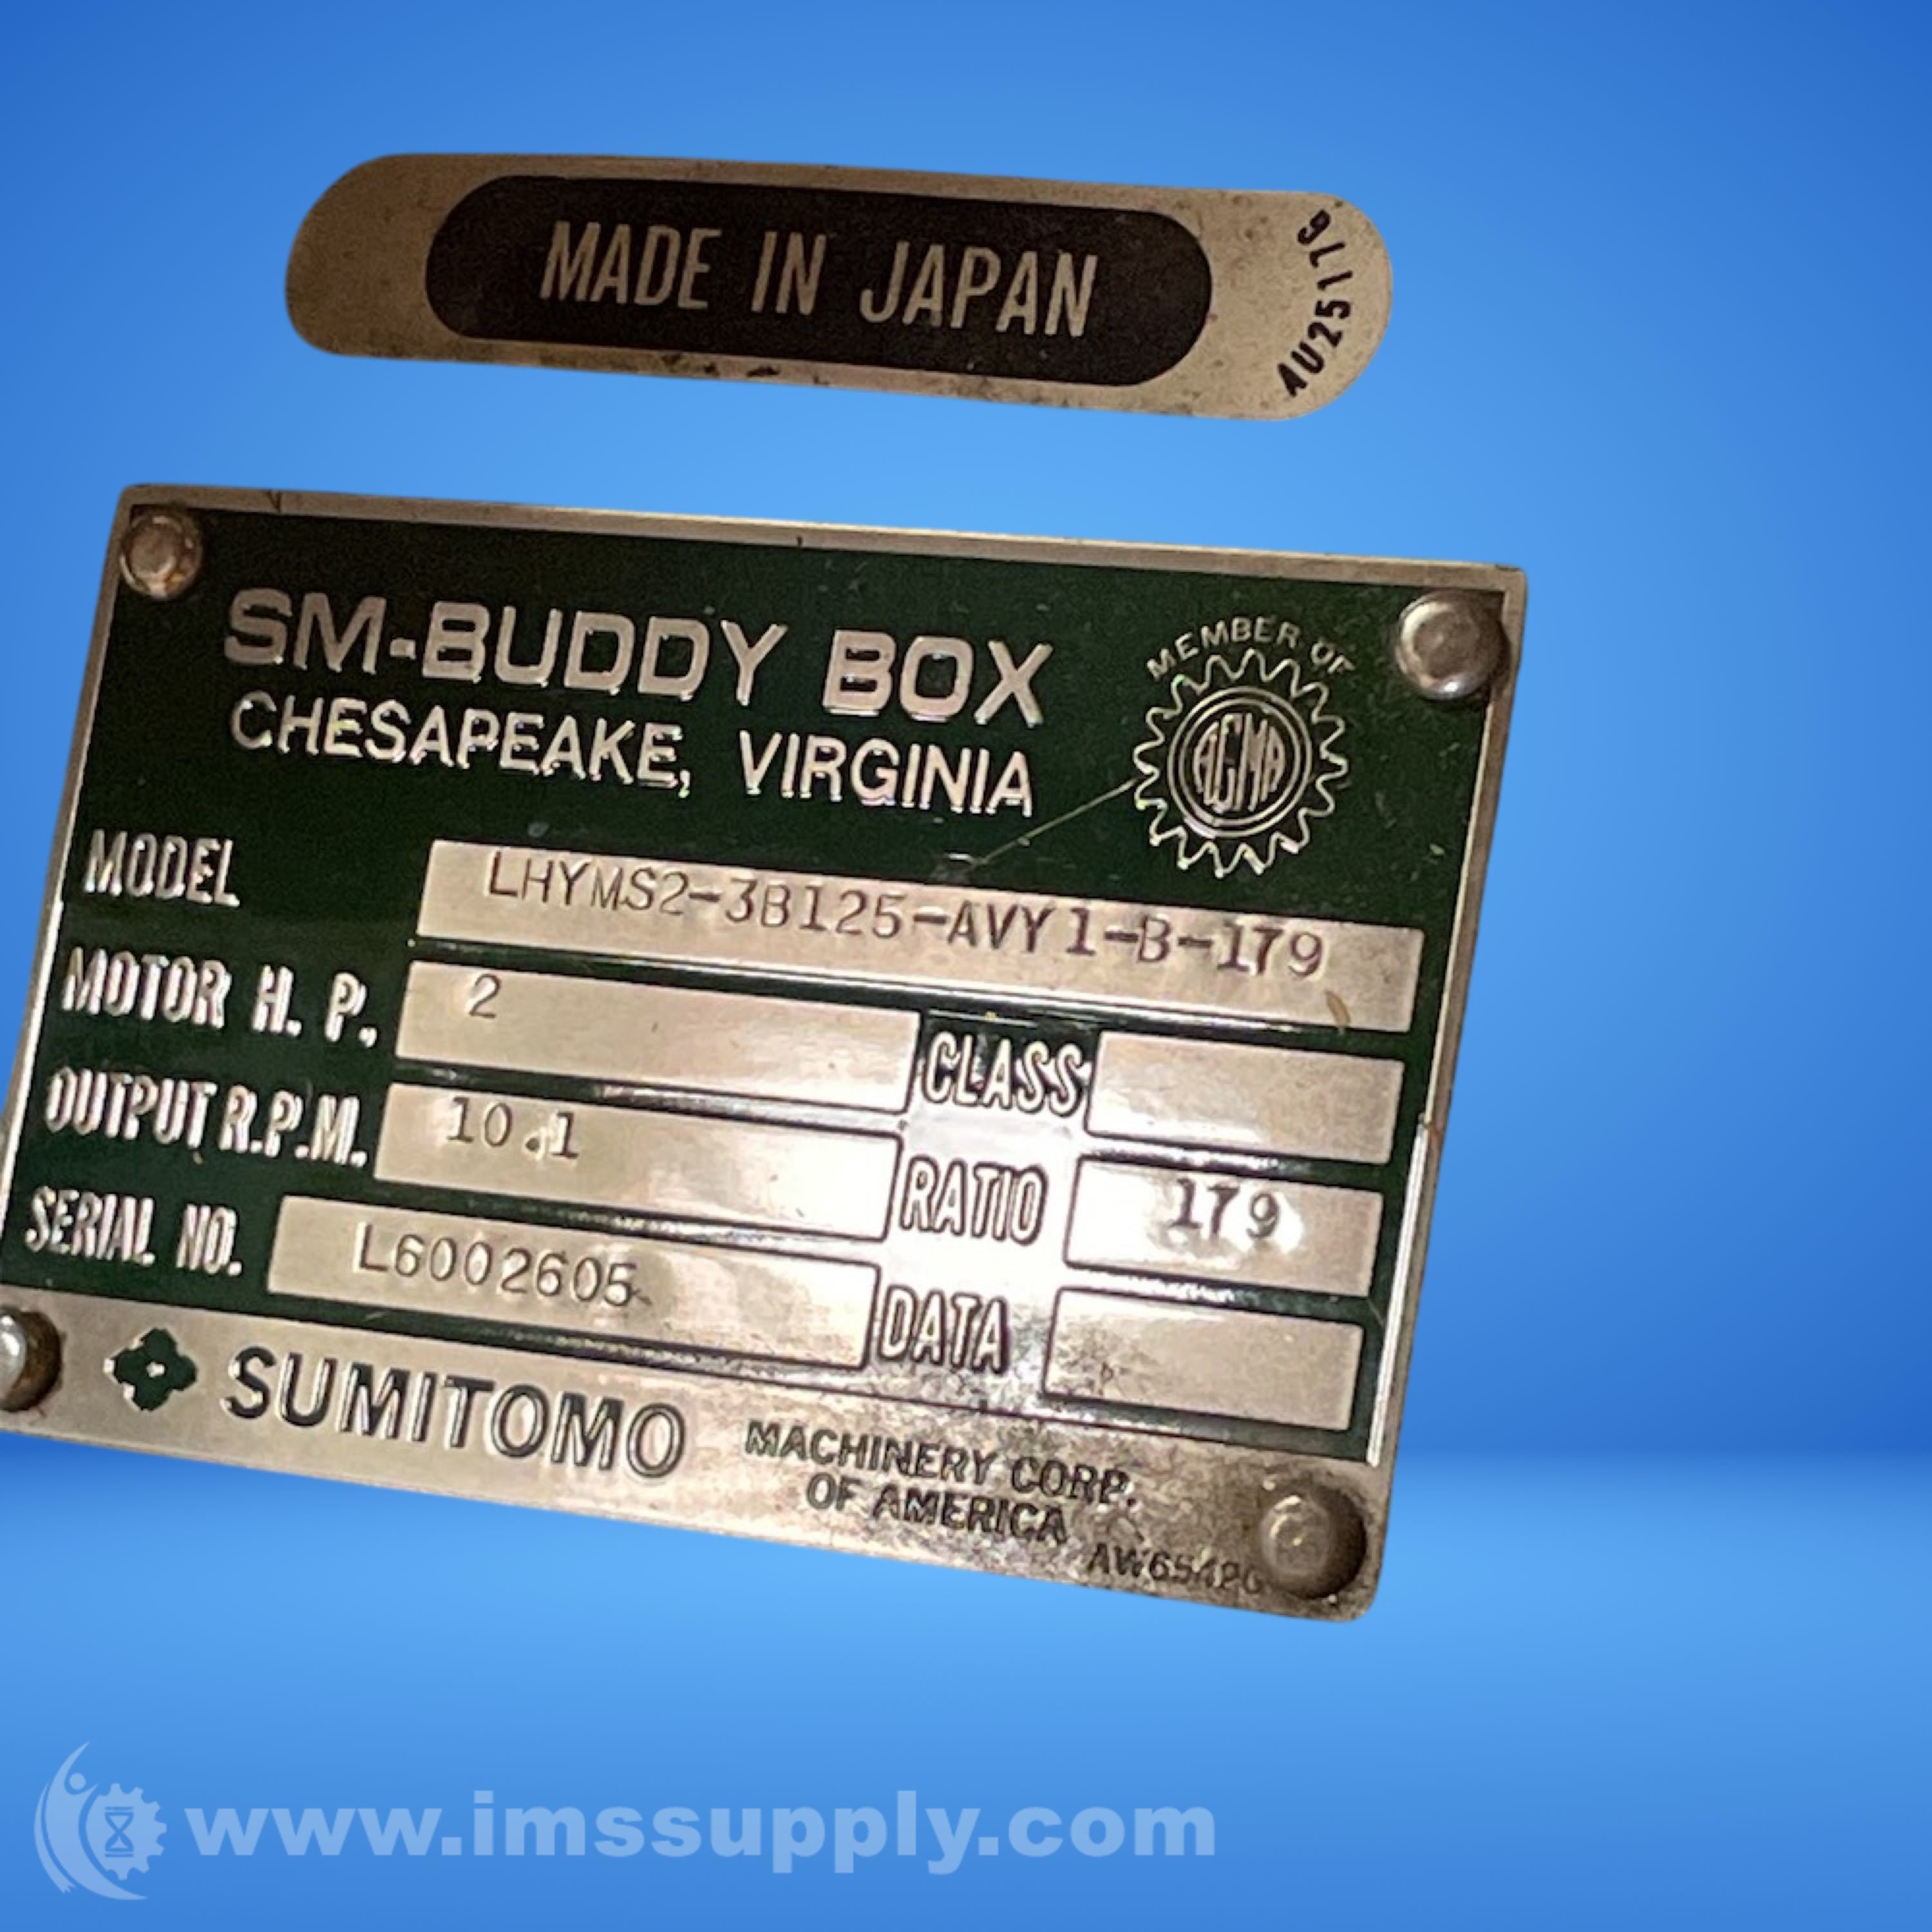 MADE IN JAPAN
4U251176
SM-BUDDY BOX
CHESAPEAKE, VIRGINIA
MEMBER OF
AGMA
MODEL LHYMS2-3B125-AVY1-B-179
MOTOR H. P. 2 CLASS
OUTPUT R.P.M. 10.1 RATIO 179
SERIAL NO. L6002605 DATA
SUMITOMO MACHINERY CORP.
OF AMERICA
www.imssupply.com